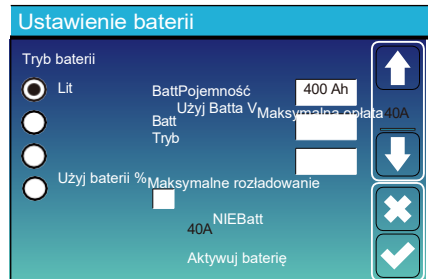 Ustawienie baterii
Tryb baterii
Lit
BattPojemność
400 Ah
Użyj Batta V
Maksymalna opłata
40A
Batt
Tryb
Użyj baterii %
Maksymalne rozładowanie
NIEBatt
40A
Aktywuj baterię